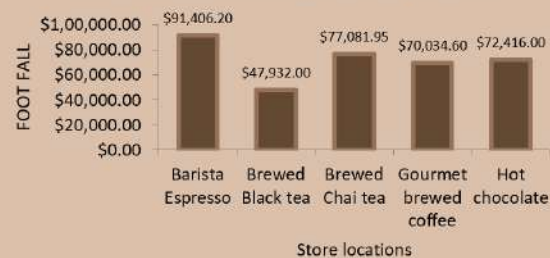 $1,00,000.00
$80,000.00
$60,000.00
$40,000.00
$20,000.00
$0.00
FOOT FALL
$91,406.20
$47,932.00
$77,081.95
$70,034.60
$72,416.00
Barista Espresso
Brewed Black tea
Brewed Chai tea
Gourmet brewed coffee
Hot chocolate
Store locations